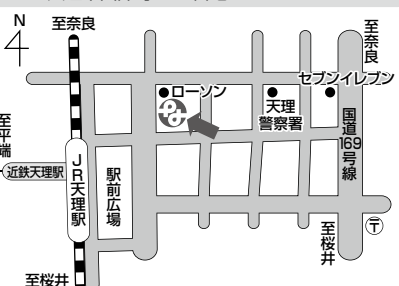 N
至奈良
至奈良
ローソン
セブンイレブン
天理
警察署
国道169号線
至平端
近鉄天理駅
JR天理駅
駅前広場
至桜井
〒
至桜井